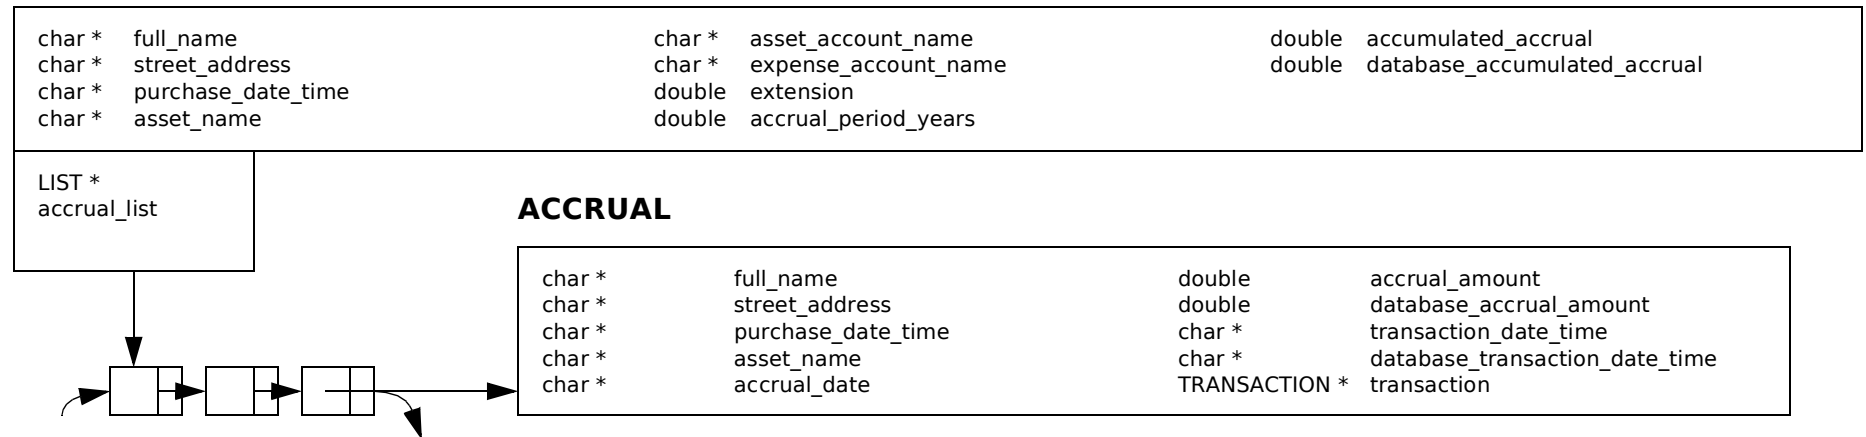 char * full_name
char * street_address
char * purchase_date_time
char * asset_name
char * asset_account_name
char * expense_account_name
double extension
double accrual_period_years
double accumulated_accrual
double database_accumulated_accrual
LIST *
accrual_list
ACCRUAL
char * full_name
char * street_address
char * purchase_date_time
char * asset_name
char * accrual_date
double accrual_amount
double database_accrual_amount
char * transaction_date_time
char * database_transaction_date_time
TRANSACTION * transaction